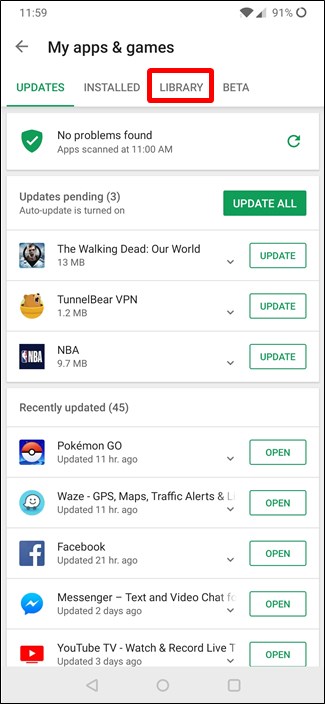 11:59
91%
My apps & games
UPDATES INSTALLED LIBRARY BETA
No problems found
Apps scanned at 11:00 AM
Updates pending (3)
Auto-update is turned on
UPDATE ALL
The Walking Dead: Our World
13 MB
UPDATE
TunnelBear VPN
1.2 MB
UPDATE
NBA
NBA
9.7 MB
UPDATE
Recently updated (45)
Pokémon GO
Updated 11 hr. ago
OPEN
Waze - GPS, Maps, Traffic Alerts & Li
Updated 11 hr. ago
OPEN
Facebook
Updated 21 hr. ago
OPEN
Messenger – Text and Video Chat fo
Updated 2 days ago
OPEN
YouTube TV - Watch & Record Live T
Updated 3 days ago
OPEN